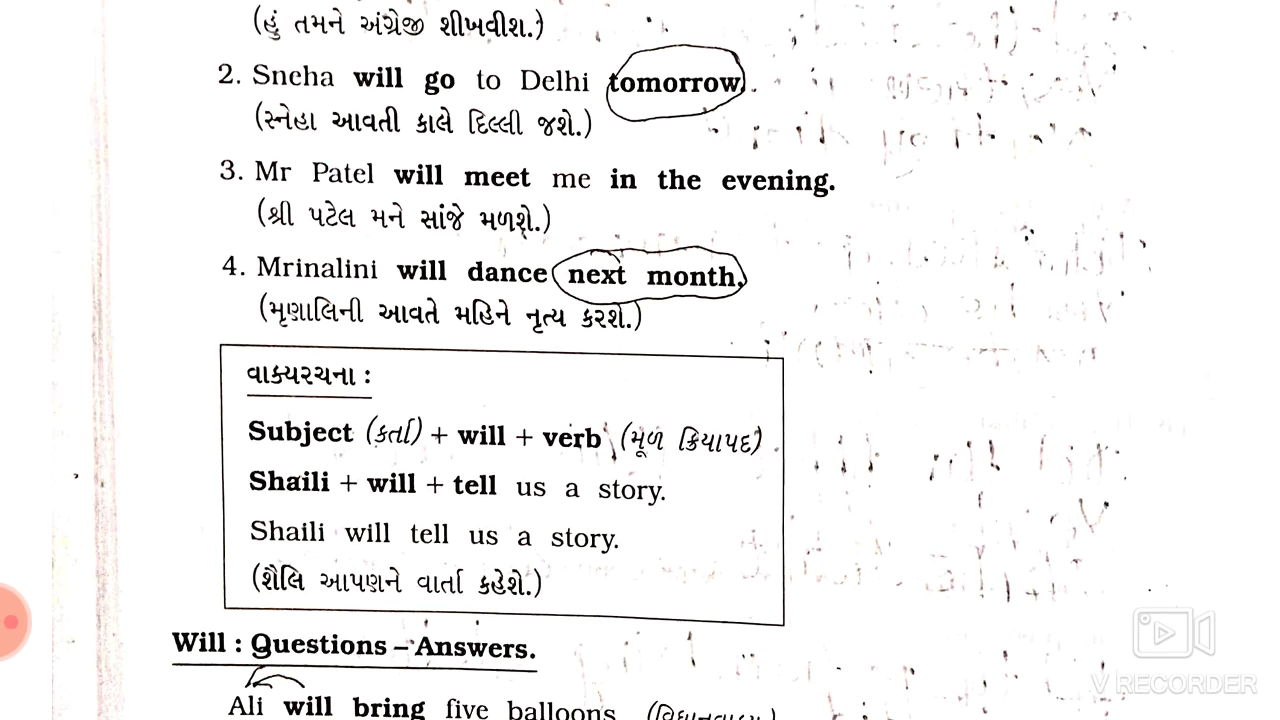 (હું તમને અંગ્રેજી શીખવીશ.)
2. Sneha will go to Delhi tomorrow.
(સ્નેહા આવતી કાલે દિલ્લી જશે.)
3. Mr Patel will meet me in the evening.
(શ્રી પટેલ મને સાંજે મળશે.)
4. Mrinalini will dance next month.
(મૃણાલિની આવતે મહિને નૃત્ય કરશે.)
વાક્યરચના :
Subject (કર્તા) + will + verb (મૂળ ક્રિયાપદ)
Shaili + will + tell us a story.
Shaili will tell us a story.
(શૈલિ આપણને વાર્તા કહેશે.)
Will : Questions – Answers.
Ali will bring five balloons. (વિધાનવાક્ય)
V RECORDER